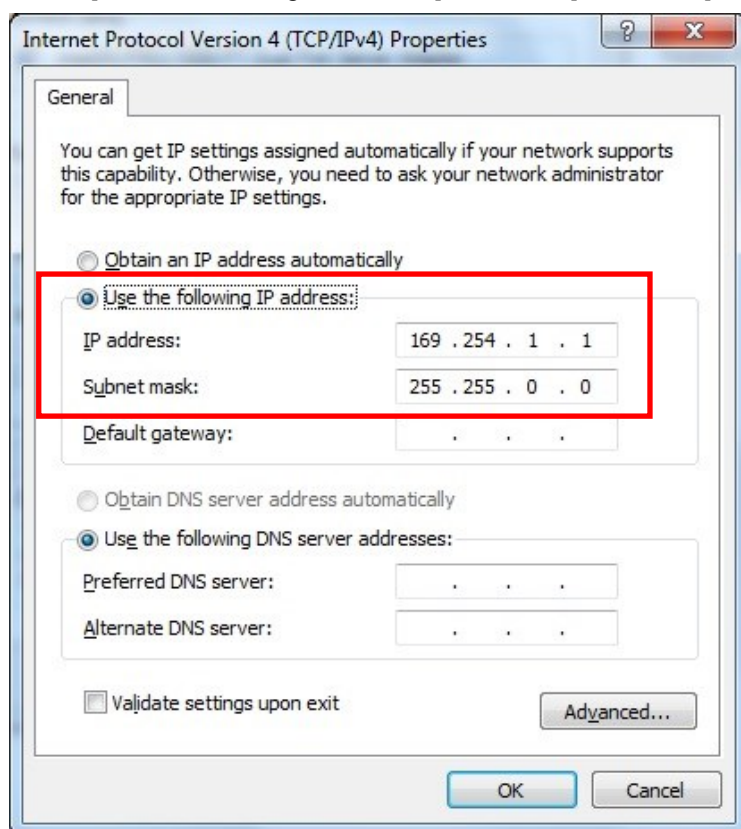 Internet Protocol Version 4 (TCP/IPv4) Properties
General
You can get IP settings assigned automatically if your network supports
this capability. Otherwise, you need to ask your network administrator
for the appropriate IP settings.
Obtain an IP address automatically
Use the following IP address:
IP address: 169 . 254 . 1 . 1
Subnet mask: 255 . 255 . 0 . 0
Default gateway: . . .
Obtain DNS server address automatically
Use the following DNS server addresses:
Preferred DNS server: . . .
Alternate DNS server: . . .
Validate settings upon exit
Advanced...
OK Cancel